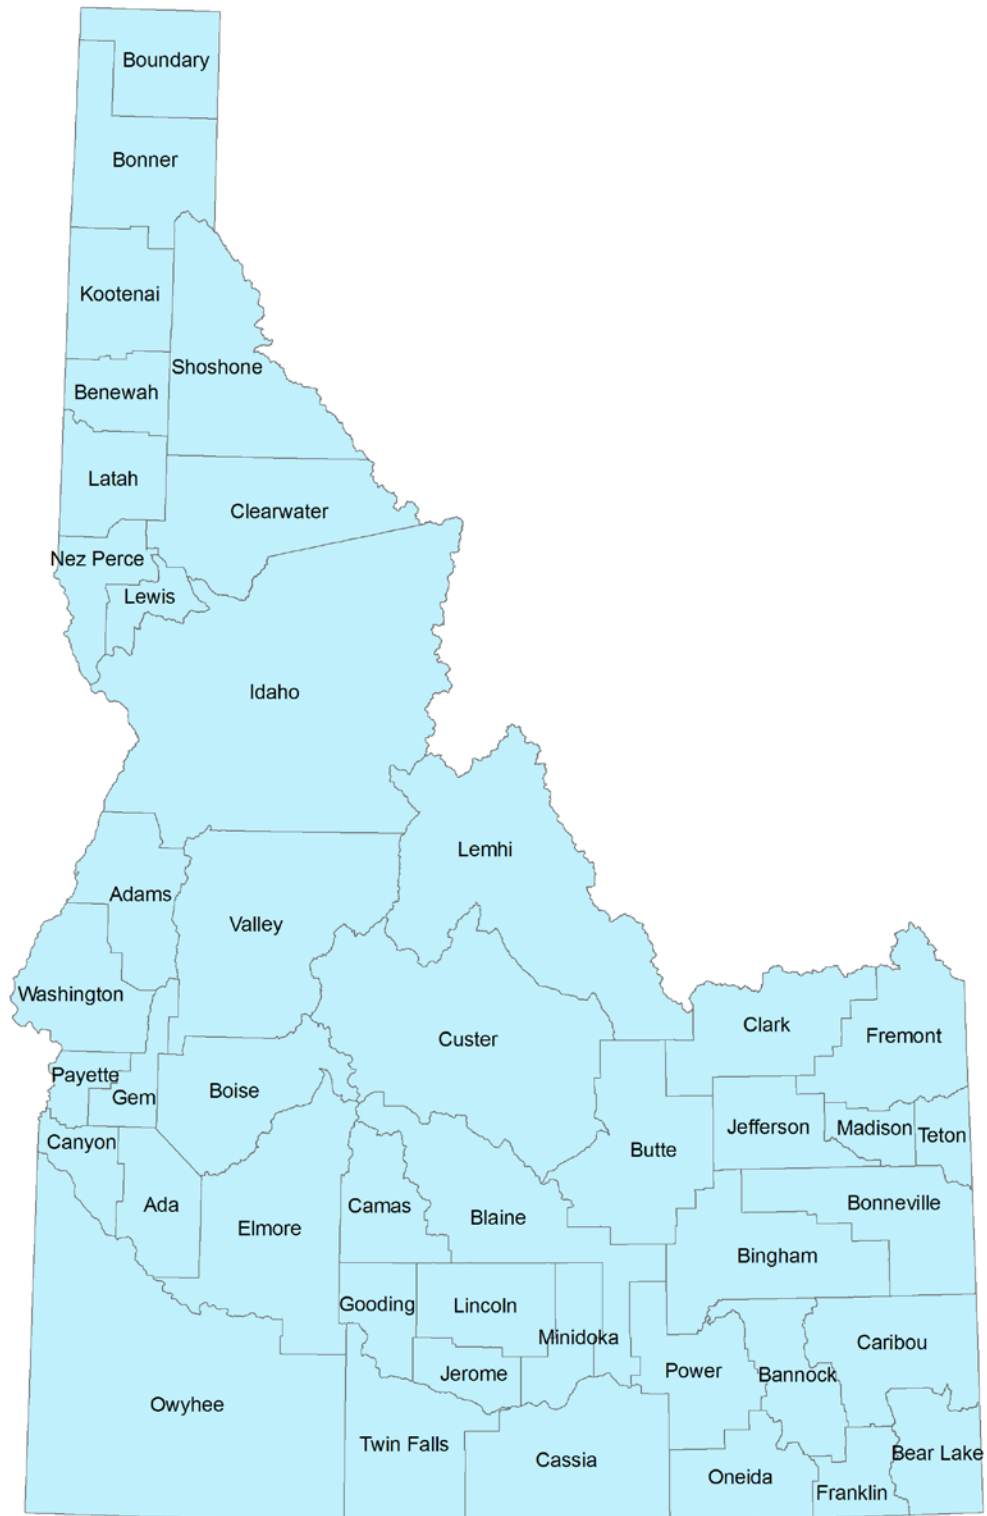 Boundary
Bonner
Kootenai
Shoshone
Benewah
Latah
Clearwater
Nez Perce
Lewis
Idaho
Lemhi
Adams
Valley
Washington
Clark
Fremont
Custer
Payette
Boise
Gem
Jefferson
Madison
Teton
Canyon
Butte
Ada
Camas
Bonneville
Blaine
Elmore
Bingham
Gooding
Lincoln
Minidoka
Caribou
Power
Jerome
Bannock
Owyhee
Twin Falls
Bear Lake
Cassia
Oneida
Franklin